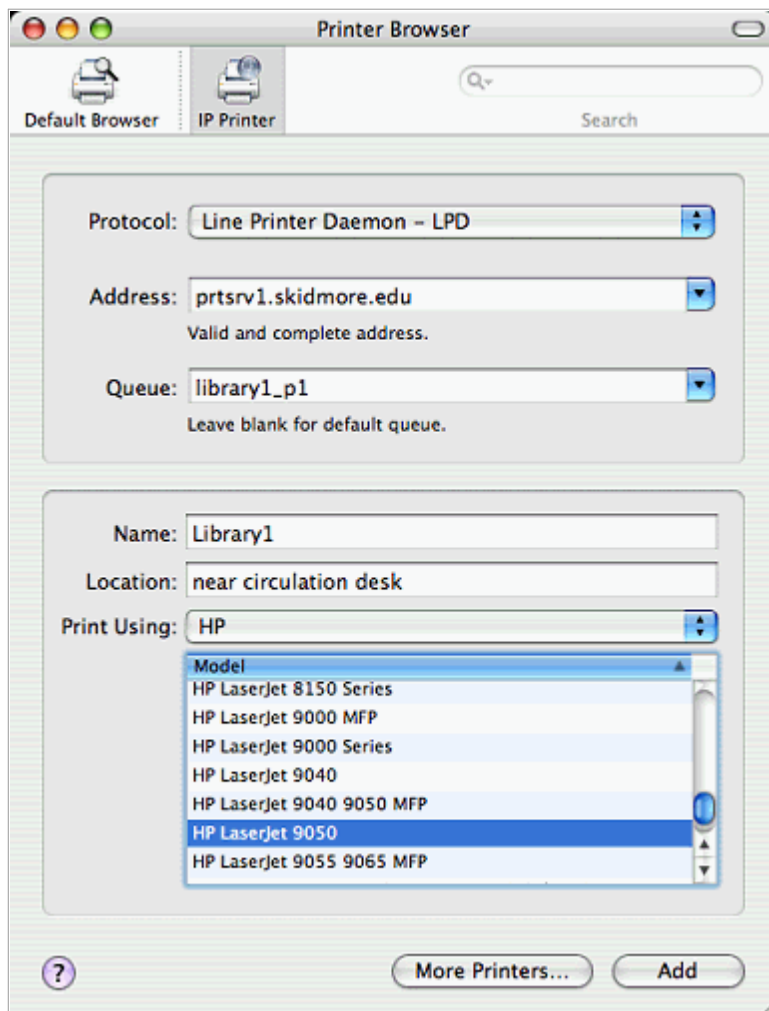 Printer Browser
Default Browser
IP Printer
Search
Protocol: Line Printer Daemon – LPD
Address: prtsrv1.skidmore.edu
Valid and complete address.
Queue: library1_p1
Leave blank for default queue.
Name: Library1
Location: near circulation desk
Print Using: HP
Model
HP LaserJet 8150 Series
HP LaserJet 9000 MFP
HP LaserJet 9000 Series
HP LaserJet 9040
HP LaserJet 9040 9050 MFP
HP LaserJet 9050
HP LaserJet 9055 9065 MFP
?
More Printers...
Add